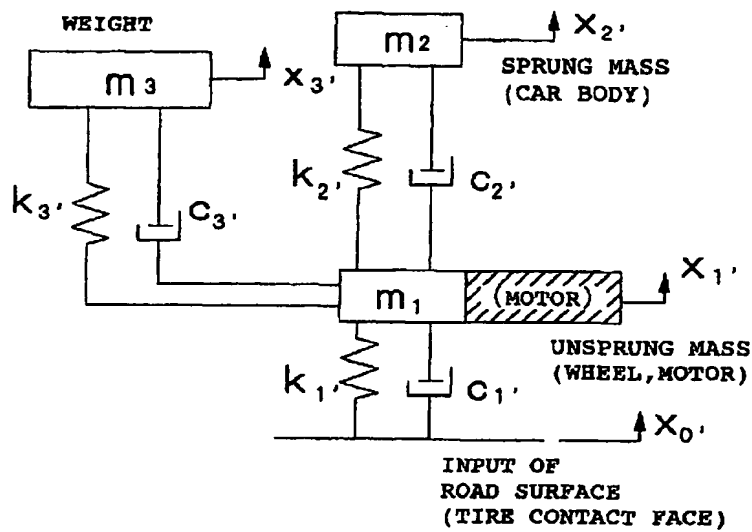 WEIGHT
m3
x3'
k3'
c3'
m2
x2'
SPRUNG MASS
(CAR BODY)
k2'
c2'
m1
(MOTOR)
x1'
UNSPRUNG MASS
(WHEEL,MOTOR)
k1'
c1'
x0'
INPUT OF
ROAD SURFACE
(TIRE CONTACT FACE)